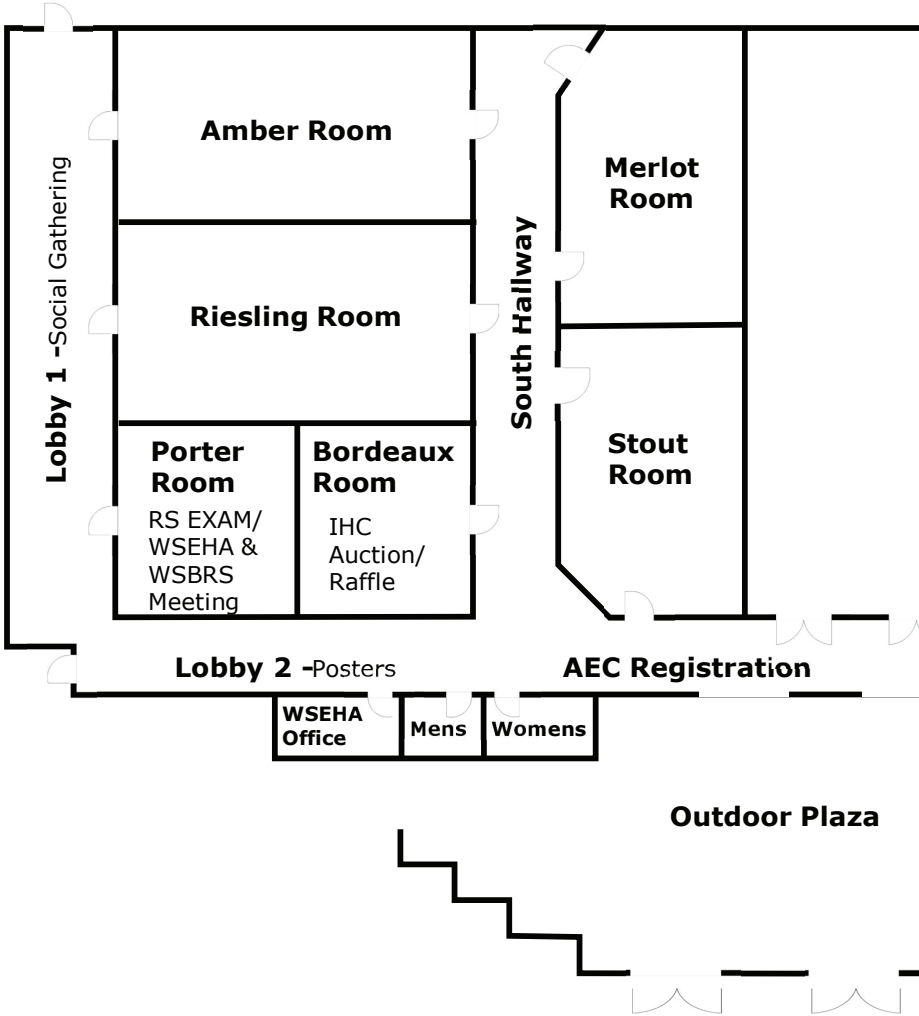 Amber Room
Merlot
Room
Lobby 1 -Social Gathering
South Hallway
Riesling Room
Porter
Room
RS EXAM/
WSEHA &
WSBRS
Meeting
Bordeaux
Room
IHC
Auction/
Raffle
Stout
Room
Lobby 2 -Posters
AEC Registration
WSEHA
Office
Mens
Womens
Outdoor Plaza